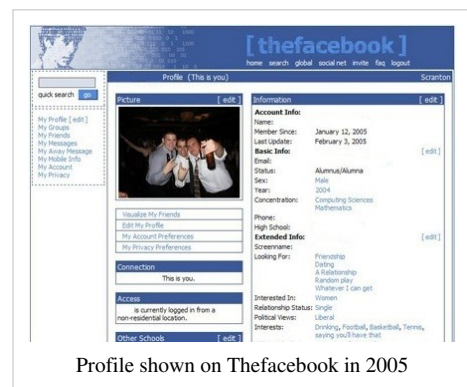 [ thefacebook ]
home search global social net invite faq logout
Profile (This is you) Scranton
quick search go
My Profile [ edit ]
My Groups
My Friends
My Messages
My Away Message
My Mobile Info
My Account
My Privacy
Picture [ edit ]
Visualize My Friends
Edit My Profile
My Account Preferences
My Privacy Preferences
Connection
This is you.
Access
is currently logged in from a
non-residential location.
Other Schools [ edit ]
Information [ edit ]
Account Info:
Name:
Member Since: January 12, 2005
Last Update: February 3, 2005
Basic Info: [ edit ]
Email:
Status: Alumnus/Alumna
Sex: Male
Year: 2004
Concentration: Computing Sciences
Mathematics
Phone:
High School:
Extended Info: [ edit ]
Screenname:
Looking For: Friendship
Dating
A Relationship
Random play
Whatever I can get
Interested In: Women
Relationship Status: Single
Political Views: Liberal
Interests: Drinking, Football, Basketball, Tennis,
saying you'll have that
Profile shown on Thefacebook in 2005